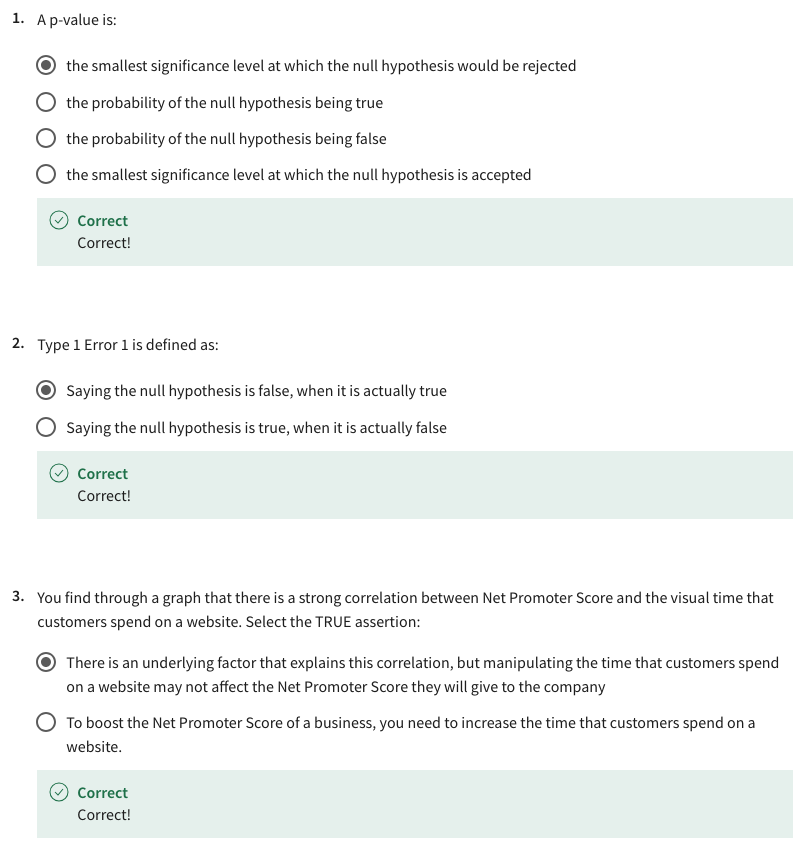 1. A p-value is:
the smallest significance level at which the null hypothesis would be rejected
the probability of the null hypothesis being true
the probability of the null hypothesis being false
the smallest significance level at which the null hypothesis is accepted
Correct
Correct!
2. Type 1 Error 1 is defined as:
Saying the null hypothesis is false, when it is actually true
Saying the null hypothesis is true, when it is actually false
Correct
Correct!
3. You find through a graph that there is a strong correlation between Net Promoter Score and the visual time that
customers spend on a website. Select the TRUE assertion:
There is an underlying factor that explains this correlation, but manipulating the time that customers spend
on a website may not affect the Net Promoter Score they will give to the company
To boost the Net Promoter Score of a business, you need to increase the time that customers spend on a
website.
Correct
Correct!